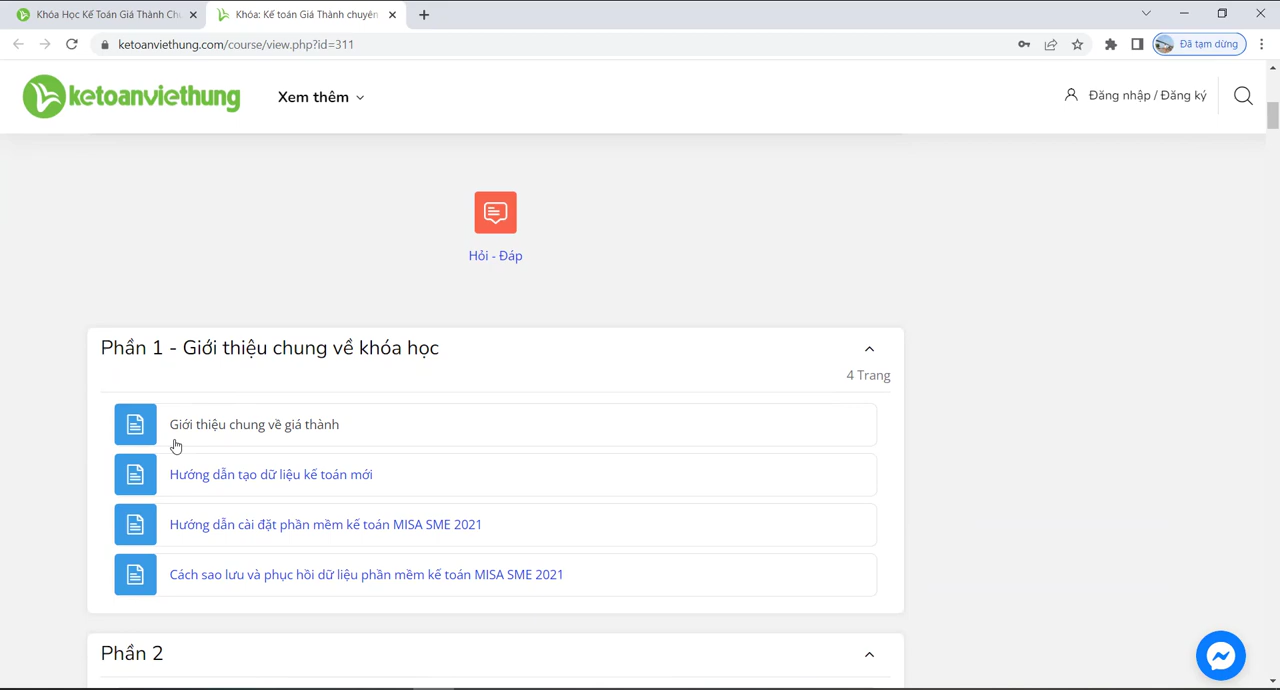 Khóa Học Kế Toán Giá Thành Chu
Khóa: Kế toán Giá Thành chuyên
ketoanviethung.com/course/view.php?id=311
Đã tạm dừng
ketoanviethung
Xem thêm
Đăng nhập / Đăng ký
Hỏi - Đáp
Phần 1 - Giới thiệu chung về khóa học
4 Trang
Giới thiệu chung về giá thành
Hướng dẫn tạo dữ liệu kế toán mới
Hướng dẫn cài đặt phần mềm kế toán MISA SME 2021
Cách sao lưu và phục hồi dữ liệu phần mềm kế toán MISA SME 2021
Phần 2